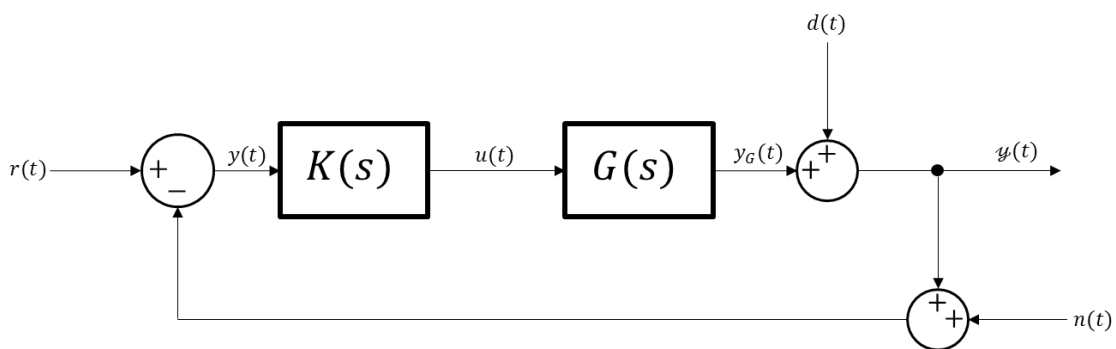 d(t)
r(t)
+
−
y(t)
K(s)
u(t)
G(s)
y_G(t)
+
+
𝓎(t)
+
+
n(t)